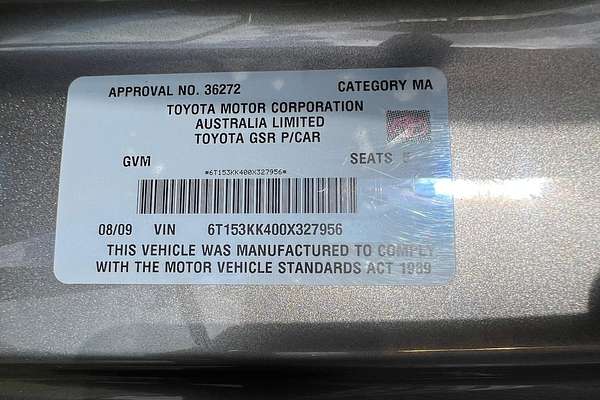 APPROVAL NO. 36272 CATEGORY MA
TOYOTA MOTOR CORPORATION
AUSTRALIA LIMITED
TOYOTA GSR P/CAR
GVM SEATS 5
*6T153KK400X327956*
08/09 VIN 6T153KK400X327956
THIS VEHICLE WAS MANUFACTURED TO COMPLY
WITH THE MOTOR VEHICLE STANDARDS ACT 1989